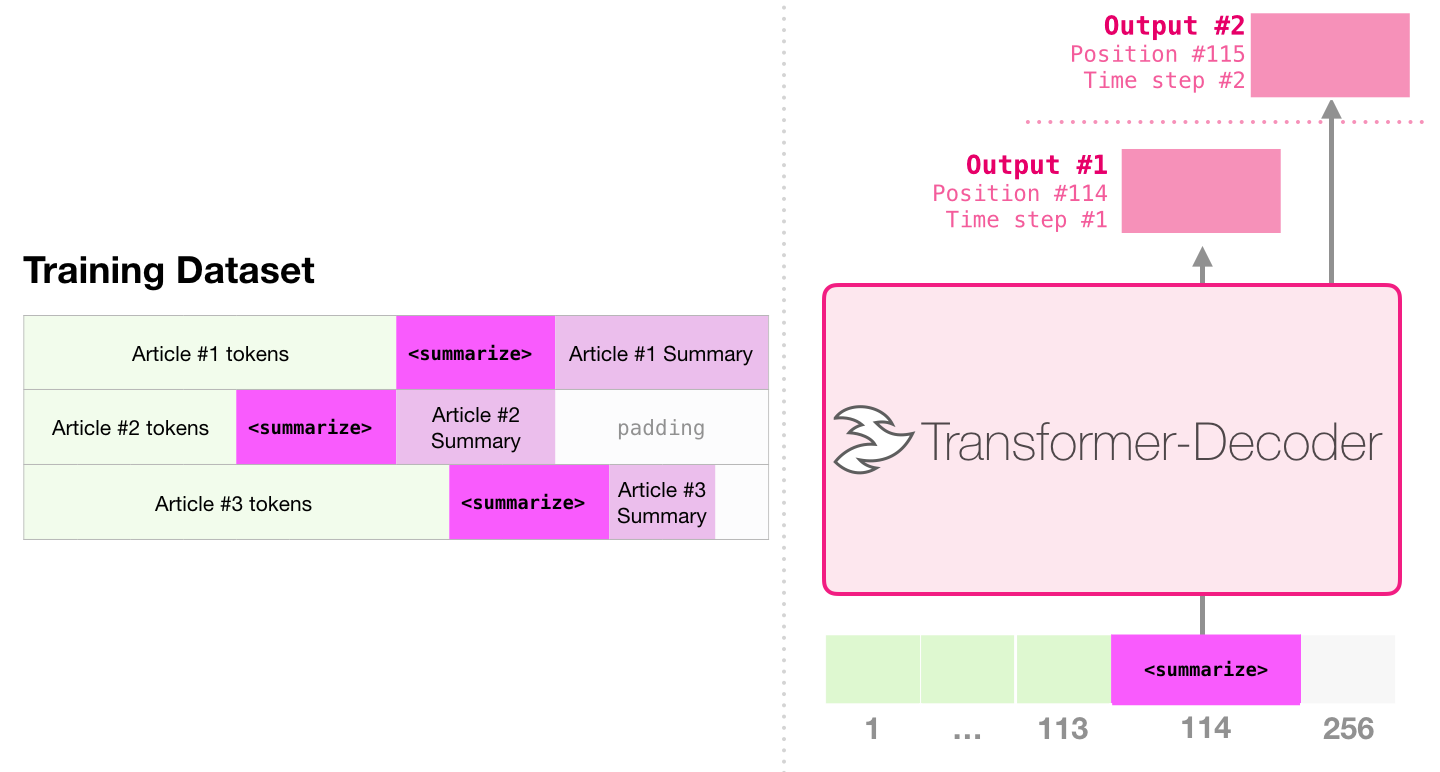 Training Dataset
Article #1 tokens
<summarize>
Article #1 Summary
Article #2 tokens
<summarize>
Article #2
Summary
padding
Article #3 tokens
<summarize>
Article #3
Summary
Output #2
Position #115
Time step #2
Output #1
Position #114
Time step #1
Transformer-Decoder
<summarize>
1
...
113
114
256